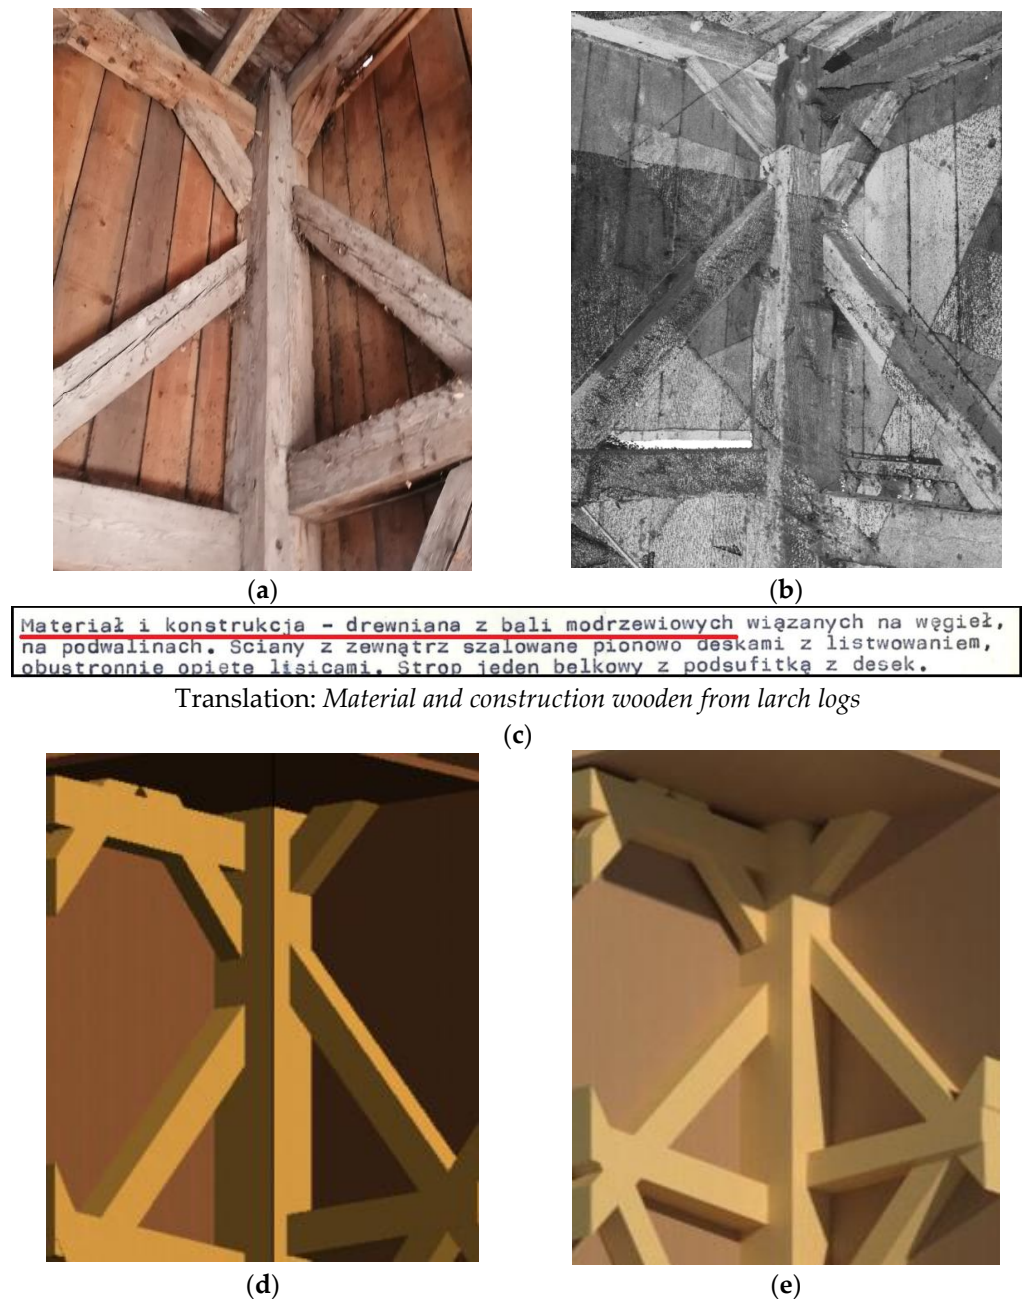 (a)
(b)
Materiał i konstrukcja - drewniana z bali modrzewiowych wiązanych na węgieł,
na podwalinach. Ściany z zewnątrz szalowane pionowo deskami z listwowaniem,
obustronnie opięte lisicami. Strop jeden belkowy z podsufitką z desek.
Translation: Material and construction wooden from larch logs
(c)
(d)
(e)